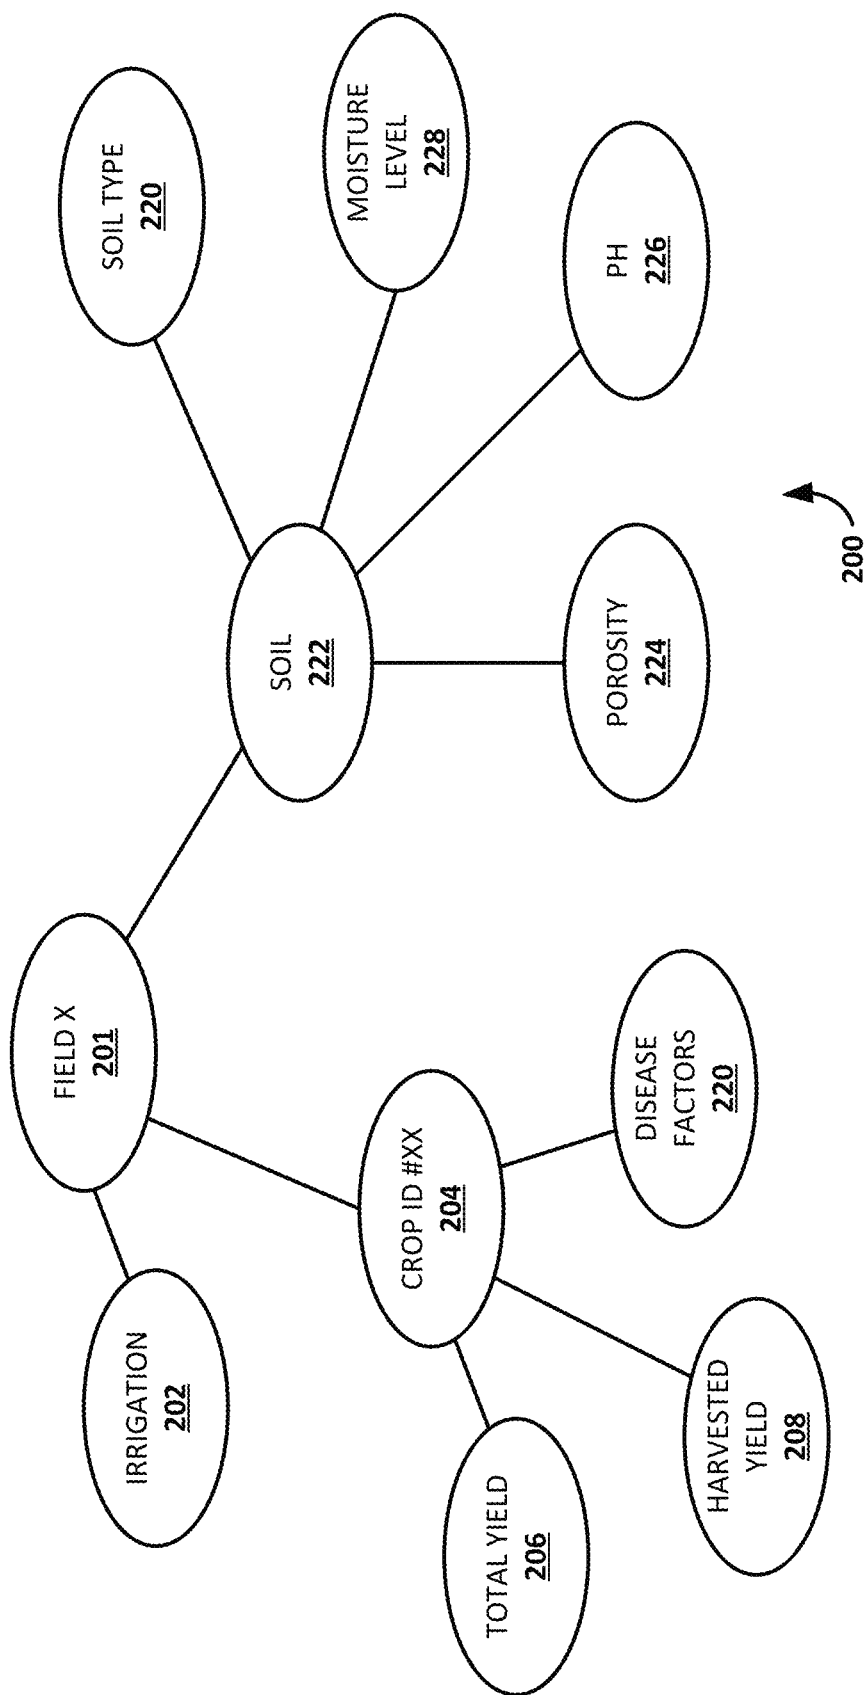 FIELD X
201
IRRIGATION
202
SOIL TYPE
220
SOIL
222
MOISTURE
LEVEL
228
CROP ID #XX
204
TOTAL YIELD
206
HARVESTED
YIELD
208
DISEASE
FACTORS
220
POROSITY
224
PH
226
200